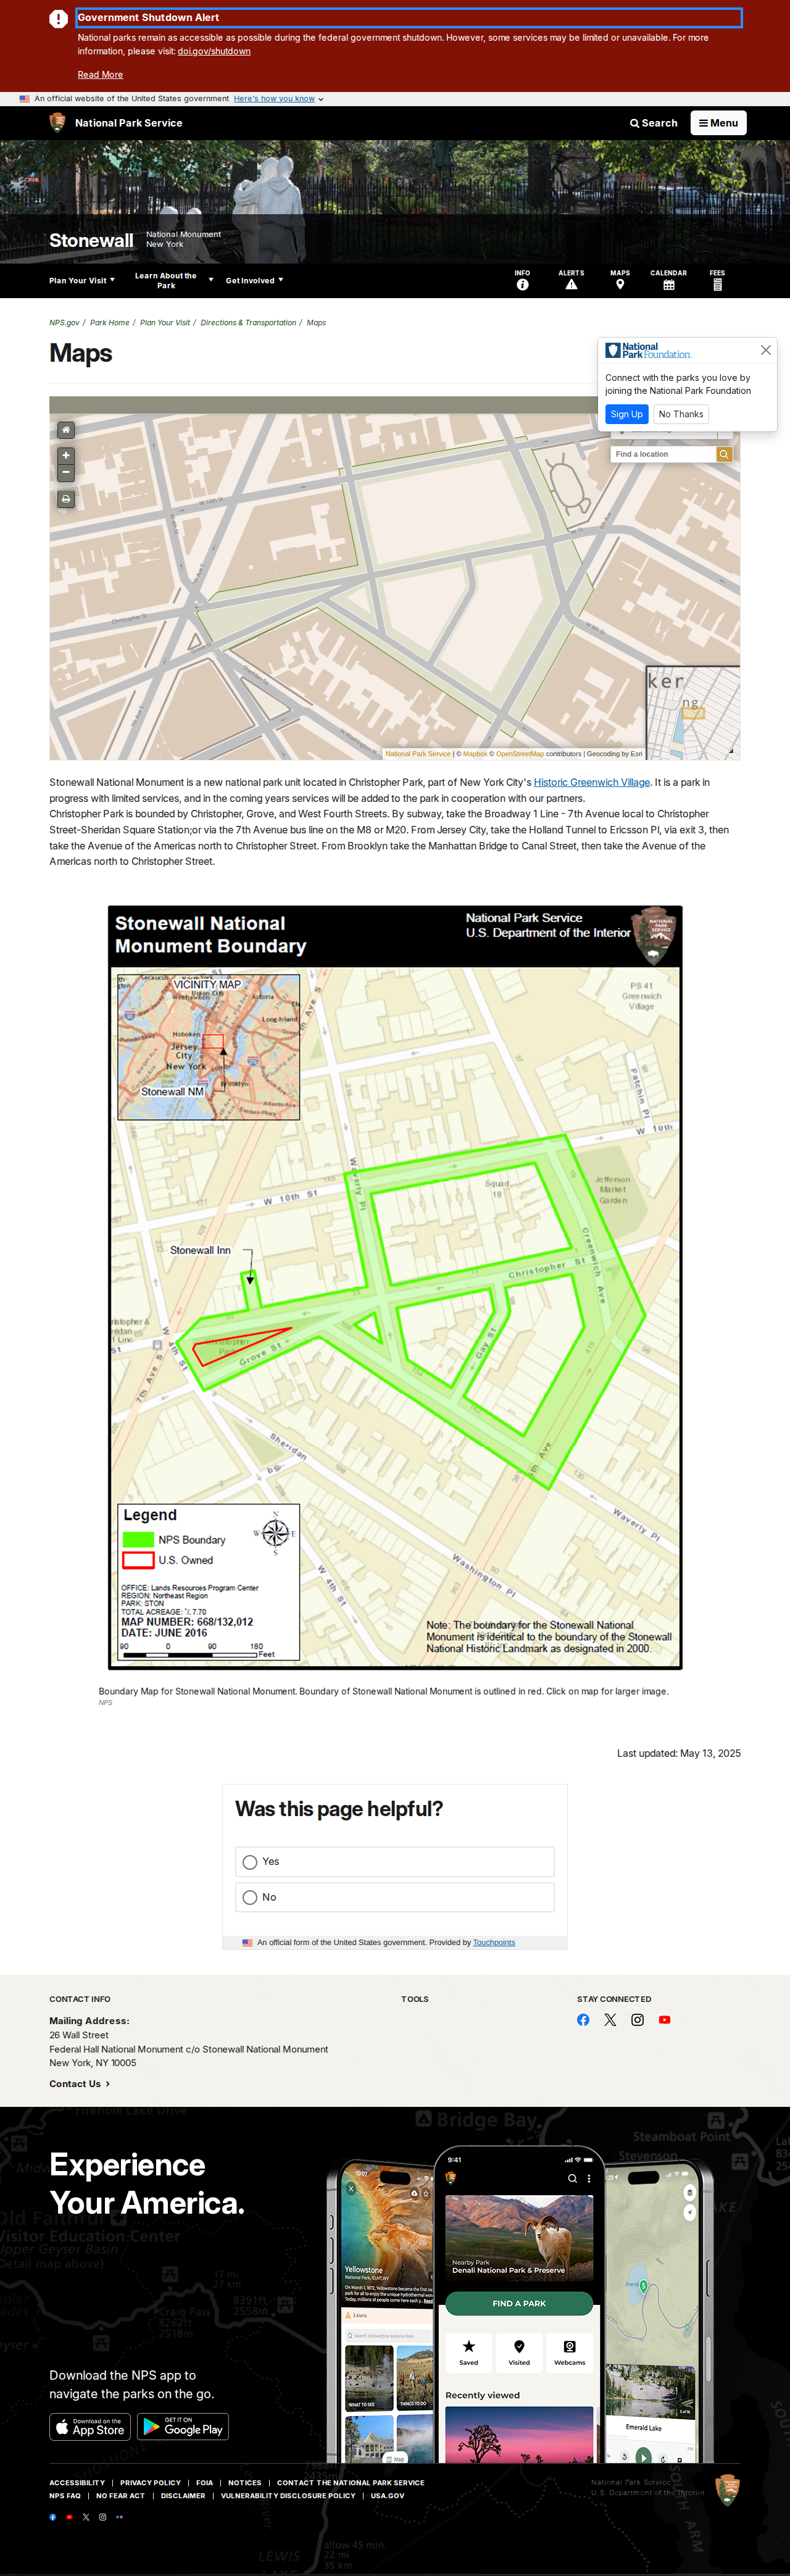 Government Shutdown Alert
National parks remain as accessible as possible during the federal government shutdown. However, some services may be limited or unavailable. For more
information, please visit: doi.gov/shutdown
Read More
An official website of the United States government Here's how you know
National Park Service
Search
Menu
Stonewall
National Monument
New York
Plan Your Visit
Learn About the
Park
Get Involved
INFO
ALERTS
MAPS
CALENDAR
FEES
NPS.gov / Park Home / Plan Your Visit / Directions & Transportation / Maps
Maps
National
Park Foundation
Connect with the parks you love by
joining the National Park Foundation
Sign Up
No Thanks
Find a location
W 10th St
Christopher St
Grove St
W 8th St
Washington Pl
ker
ng
National Park Service | © Mapbox © OpenStreetMap contributors | Geocoding by Esri
Stonewall National Monument is a new national park unit located in Christopher Park, part of New York City's Historic Greenwich Village. It is a park in
progress with limited services, and in the coming years services will be added to the park in cooperation with our partners.
Christopher Park is bounded by Christopher, Grove, and West Fourth Streets. By subway, take the Broadway 1 Line - 7th Avenue local to Christopher
Street-Sheridan Square Station;or via the 7th Avenue bus line on the M8 or M20. From Jersey City, take the Holland Tunnel to Ericsson Pl, via exit 3, then
take the Avenue of the Americas north to Christopher Street. From Brooklyn take the Manhattan Bridge to Canal Street, then take the Avenue of the
Americas north to Christopher Street.
Stonewall National
Monument Boundary
National Park Service
U.S. Department of the Interior
VICINITY MAP
Weehawken
Astoria
Long Island
Hoboken
Jersey
City
New York
Brooklyn
Stonewall NM
PS 41
Greenwich
Village
Patchin Pl
W 10th
Waverly Pl
W 10th St
Squad
18
Jefferson
Market
Garden
Stonewall Inn
Greenwich Ave
Christopher St
Gay St
Grove St
W 4th St
7th Ave S
Sheridan
Waverly Pl
Washington Pl
W 4th St
Legend
NPS Boundary
U.S. Owned
OFFICE: Lands Resources Program Center
REGION: Northeast Region
PARK: STON
TOTAL ACREAGE: +/- 7.70
MAP NUMBER: 668/132,012
DATE: JUNE 2016
90 0 90 180
Feet
Note: The boundary for the Stonewall National
Monument is identical to the boundary of the Stonewall
National Historic Landmark as designated in 2000.
Boundary Map for Stonewall National Monument. Boundary of Stonewall National Monument is outlined in red. Click on map for larger image.
NPS
Last updated: May 13, 2025
Was this page helpful?
Yes
No
An official form of the United States government. Provided by Touchpoints
CONTACT INFO
Mailing Address:
26 Wall Street
Federal Hall National Monument c/o Stonewall National Monument
New York, NY 10005
Contact Us
TOOLS
STAY CONNECTED
Experience
Your America.
Download the NPS app to
navigate the parks on the go.
Download on the
App Store
GET IT ON
Google Play
Yellowstone
WHAT TO SEE
THINGS TO DO
Map
9:41
Nearby Park
Denali National Park & Preserve
FIND A PARK
Saved
Visited
Webcams
Recently viewed
Emerald Lake
Bridge Bay
Steamboat Point
Stevenson
ACCESSIBILITY | PRIVACY POLICY | FOIA | NOTICES | CONTACT THE NATIONAL PARK SERVICE
NPS FAQ | NO FEAR ACT | DISCLAIMER | VULNERABILITY DISCLOSURE POLICY | USA.GOV
National Park Service
U.S. Department of the Interior